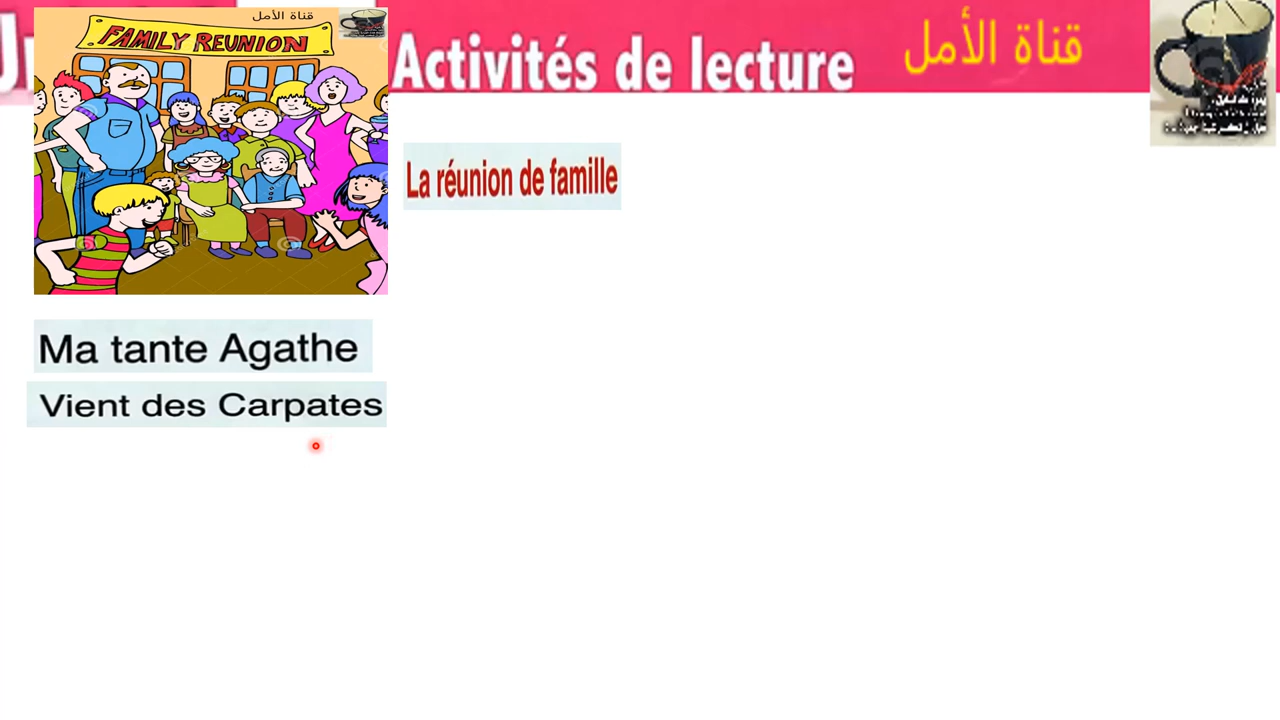 قناة الأمل
FAMILY REUNION
Activités de lecture
قناة الأمل
La réunion de famille
Ma tante Agathe
Vient des Carpates